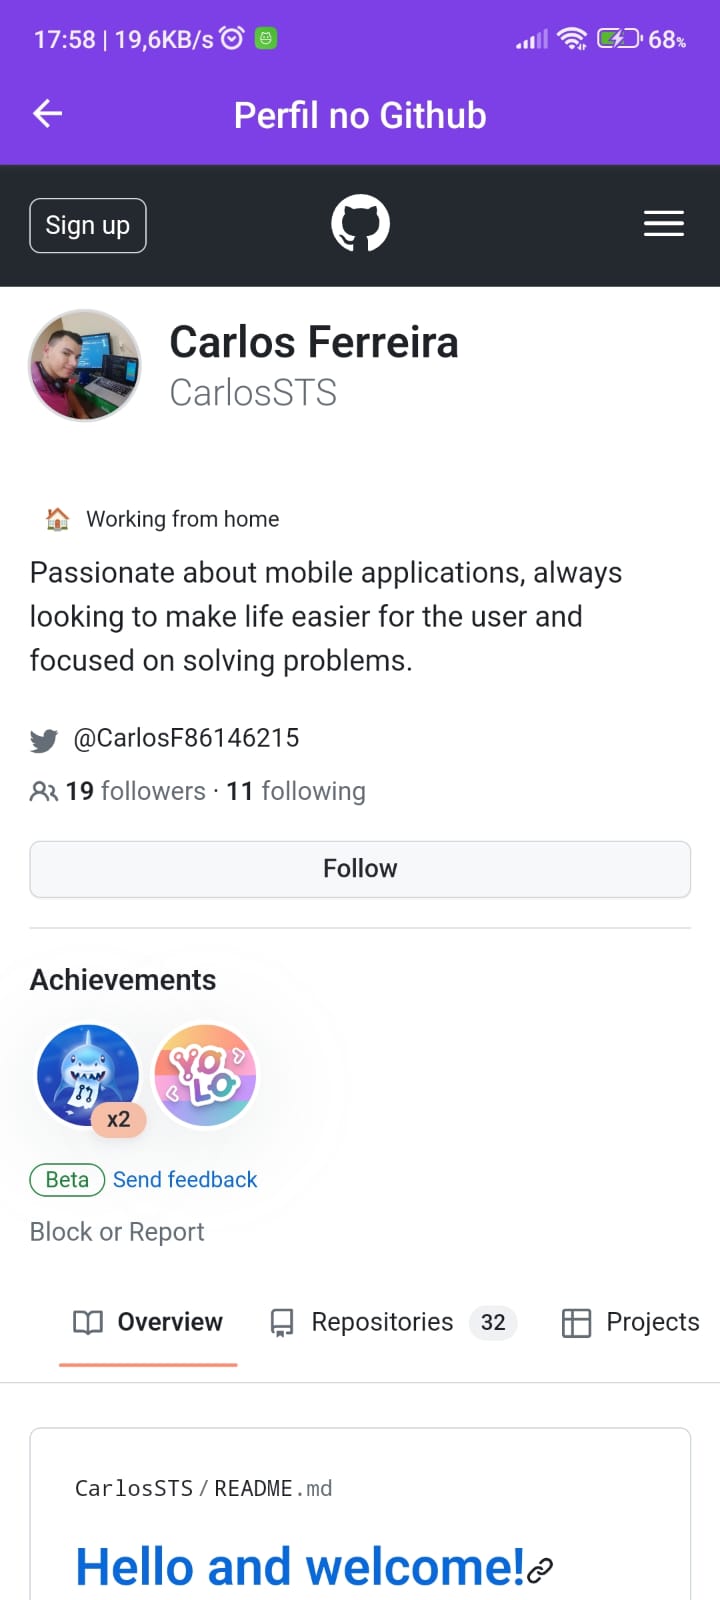 17:58 | 19,6KB/s
68%
Perfil no Github
Sign up
Carlos Ferreira
CarlosSTS
Working from home
Passionate about mobile applications, always
looking to make life easier for the user and
focused on solving problems.
@CarlosF86146215
19 followers · 11 following
Follow
Achievements
YOLO
x2
Beta Send feedback
Block or Report
Overview Repositories 32 Projects
CarlosSTS / README.md
Hello and welcome!